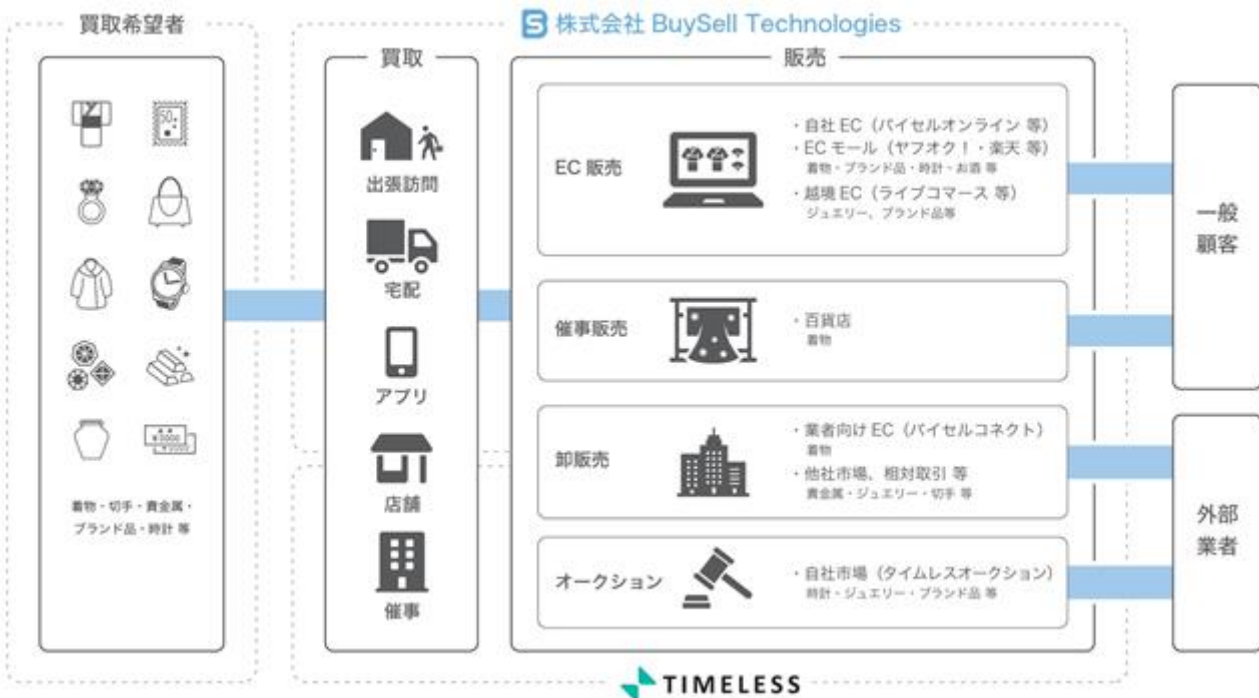 買取希望者
着物・切手・貴金属・
ブランド品・時計 等
株式会社 BuySell Technologies
買取
出張訪問
宅配
アプリ
店舗
催事
販売
EC 販売
・自社 EC（バイセルオンライン 等）
・EC モール（ヤフオク！・楽天 等）
着物・ブランド品・時計・お酒 等
・越境 EC（ライブコマース 等）
ジュエリー、ブランド品等
催事販売
・百貨店
着物
卸販売
・業者向け EC（バイセルコネクト）
着物
・他社市場、相対取引 等
貴金属・ジュエリー・切手 等
オークション
・自社市場（タイムレスオークション）
時計・ジュエリー・ブランド品 等
一般
顧客
外部
業者
TIMELESS